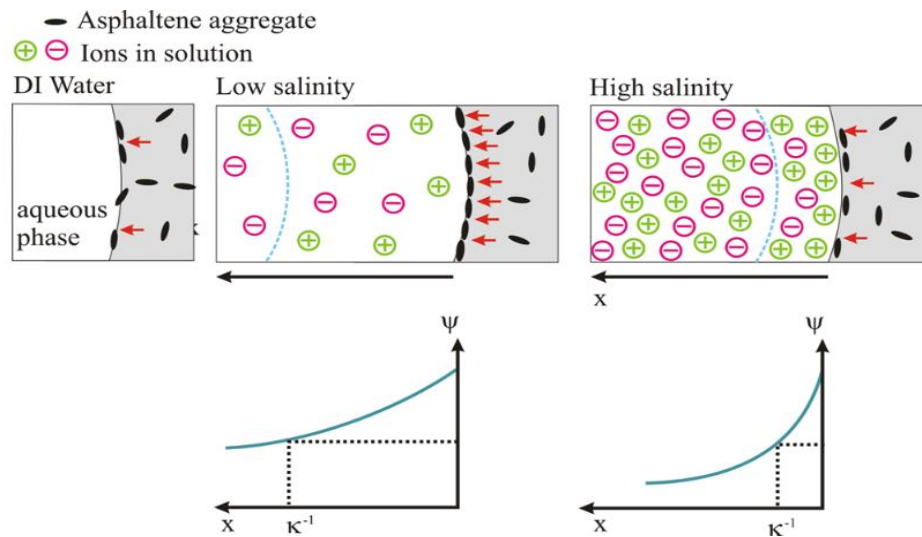 Asphaltene aggregate
Ions in solution
DI Water
Low salinity
High salinity
aqueous
phase
x
x
ψ
ψ
x
κ⁻¹
x
κ⁻¹